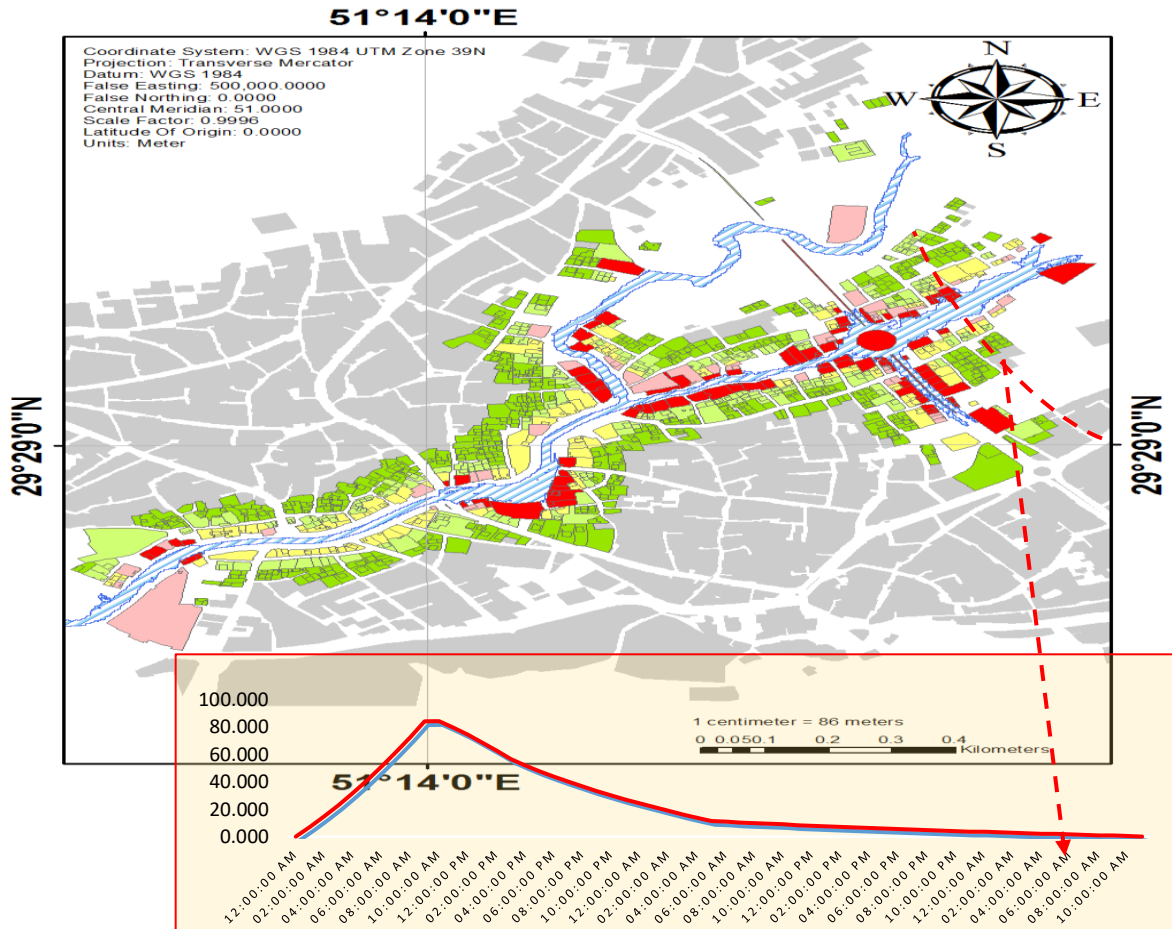 51°14'0"E
Coordinate System: WGS 1984 UTM Zone 39N
Projection: Transverse Mercator
Datum: WGS 1984
False Easting: 500,000.0000
False Northing: 0.0000
Central Meridian: 51.0000
Scale Factor: 0.9996
Latitude Of Origin: 0.0000
Units: Meter
N
W E
S
29°29'0"N
29°29'0"N
100.000
80.000
60.000
40.000
20.000
0.000
1 centimeter = 86 meters
0 0.050.1 0.2 0.3 0.4
Kilometers
51°14'0"E
12:00:00 AM
02:00:00 AM
04:00:00 AM
06:00:00 AM
08:00:00 AM
10:00:00 AM
12:00:00 PM
02:00:00 PM
04:00:00 PM
06:00:00 PM
08:00:00 PM
10:00:00 PM
12:00:00 AM
02:00:00 AM
04:00:00 AM
06:00:00 AM
08:00:00 AM
10:00:00 AM
12:00:00 PM
02:00:00 PM
04:00:00 PM
06:00:00 PM
08:00:00 PM
10:00:00 PM
12:00:00 AM
02:00:00 AM
04:00:00 AM
06:00:00 AM
08:00:00 AM
10:00:00 AM